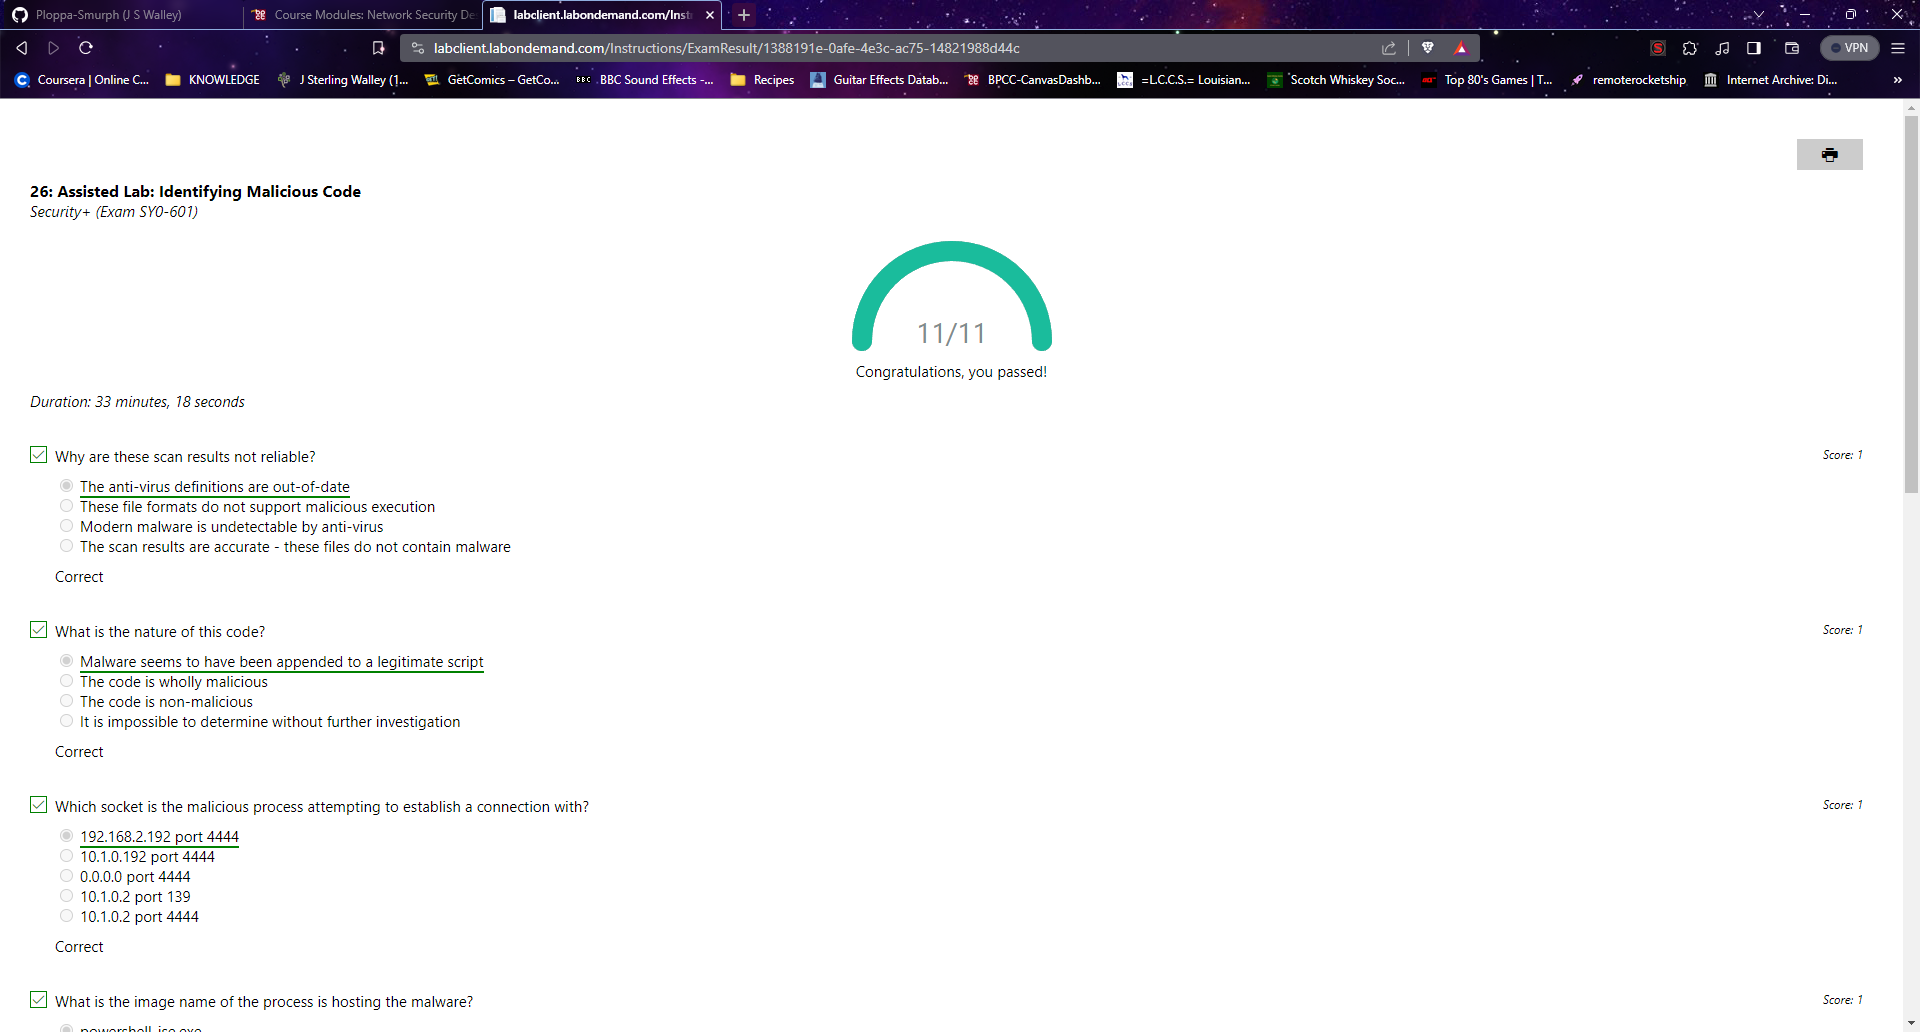 Ploppa-Smurph (J S Walley)
Course Modules: Network Security De
labclient.labondemand.com/Inst
labclient.labondemand.com/Instructions/ExamResult/1388191e-0afe-4e3c-ac75-14821988d44c
VPN
Coursera | Online C...
KNOWLEDGE
J Sterling Walley (1...
GetComics – GetCo...
BBC Sound Effects -...
Recipes
Guitar Effects Datab...
BPCC-CanvasDashb...
=L.C.C.S.= Louisian...
Scotch Whiskey Soc...
Top 80's Games | T...
remoterocketship
Internet Archive: Di...
26: Assisted Lab: Identifying Malicious Code
Security+ (Exam SY0-601)
11/11
Congratulations, you passed!
Duration: 33 minutes, 18 seconds
Why are these scan results not reliable?
Score: 1
The anti-virus definitions are out-of-date
These file formats do not support malicious execution
Modern malware is undetectable by anti-virus
The scan results are accurate - these files do not contain malware
Correct
What is the nature of this code?
Score: 1
Malware seems to have been appended to a legitimate script
The code is wholly malicious
The code is non-malicious
It is impossible to determine without further investigation
Correct
Which socket is the malicious process attempting to establish a connection with?
Score: 1
192.168.2.192 port 4444
10.1.0.192 port 4444
0.0.0.0 port 4444
10.1.0.2 port 139
10.1.0.2 port 4444
Correct
What is the image name of the process is hosting the malware?
Score: 1
powershell_ise.exe